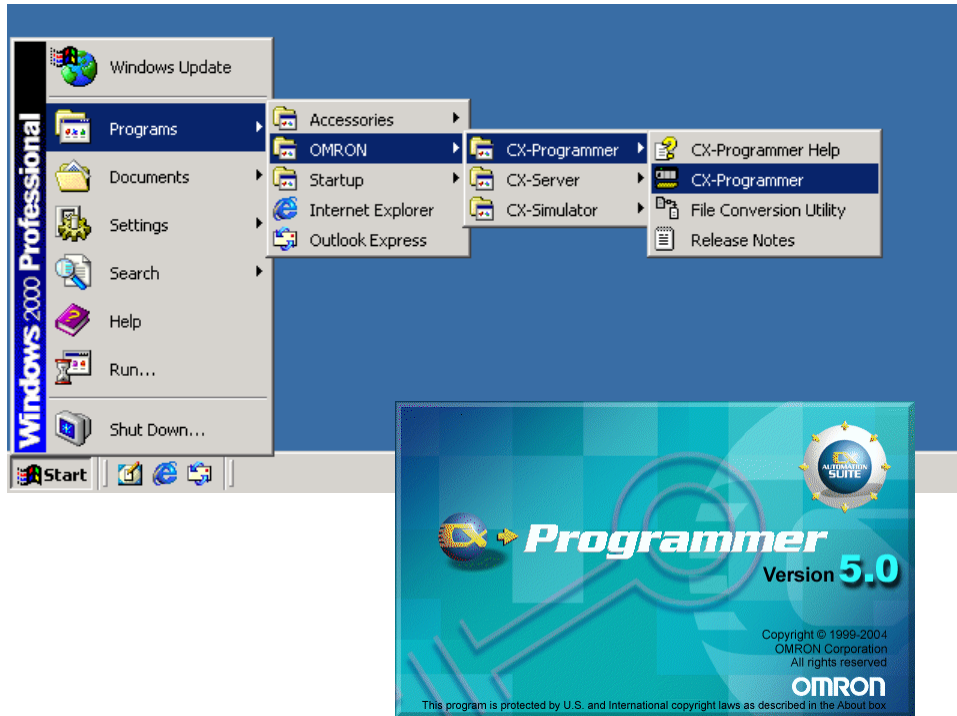 Windows 2000 Professional
Windows Update
Programs
Documents
Settings
Search
Help
Run...
Shut Down...
Start
Accessories
OMRON
Startup
Internet Explorer
Outlook Express
CX-Programmer
CX-Server
CX-Simulator
CX-Programmer Help
CX-Programmer
File Conversion Utility
Release Notes
CX
AUTOMATION
SUITE
CX Programmer
Version 5.0
Copyright © 1999-2004
OMRON Corporation
All rights reserved
OMRON
This program is protected by U.S. and International copyright laws as described in the About box